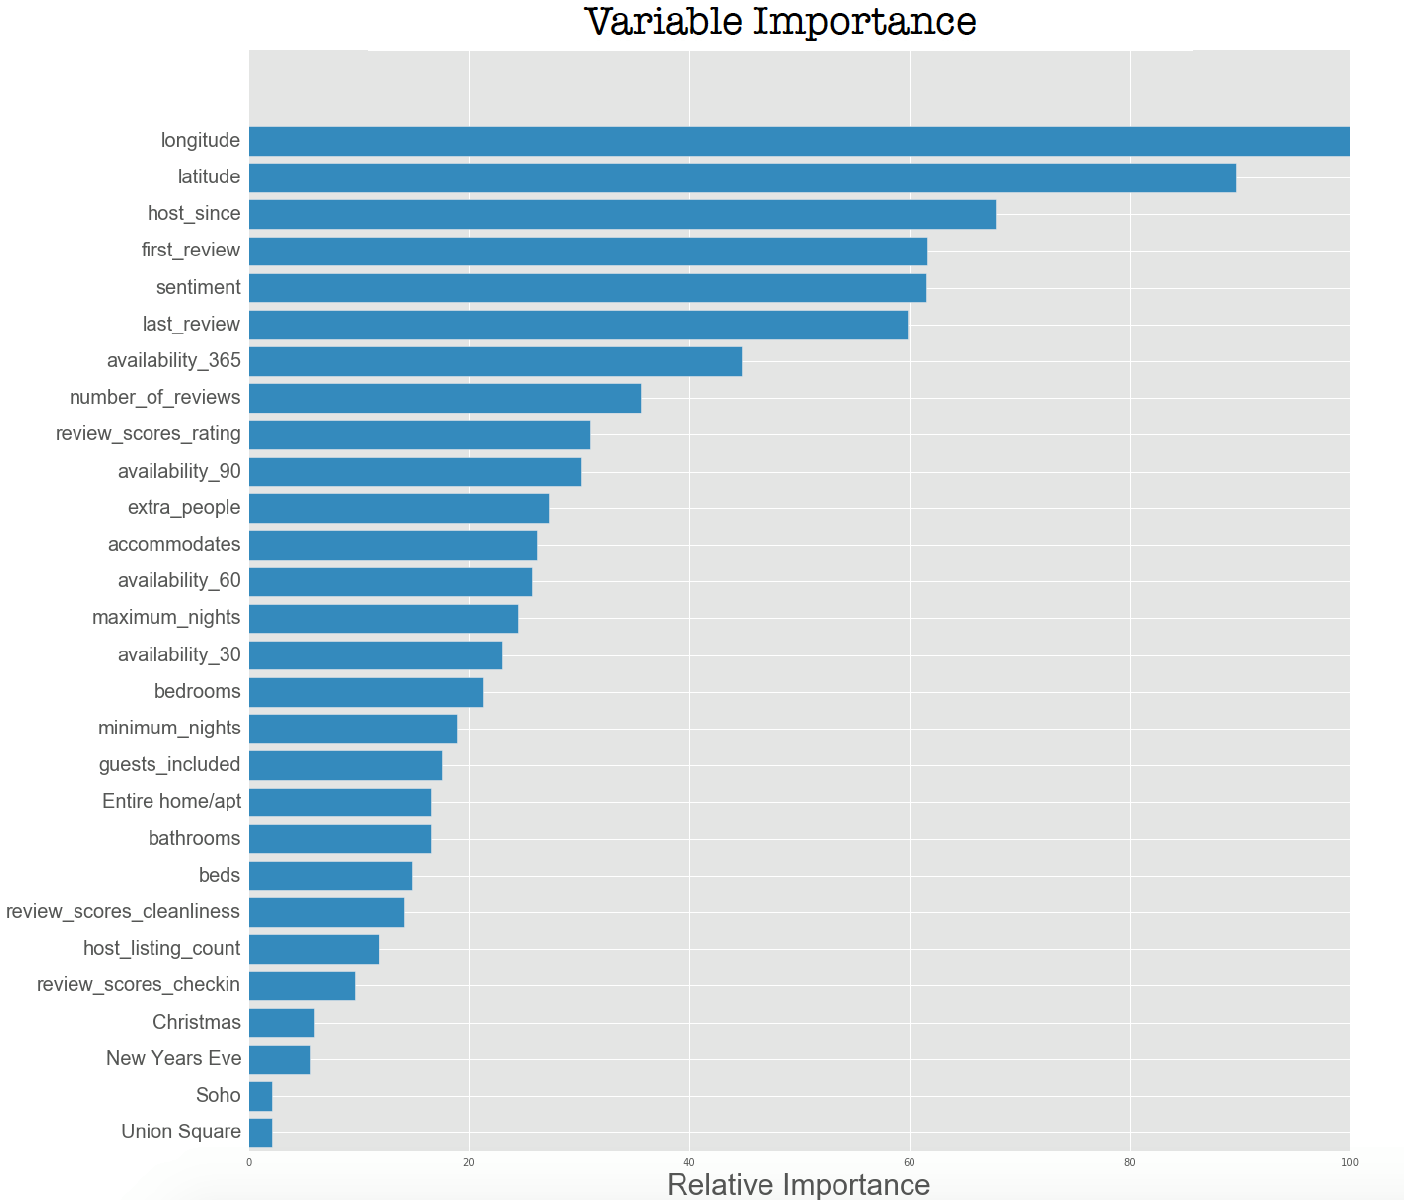 Variable Importance
longitude
latitude
host_since
first_review
sentiment
last_review
availability_365
number_of_reviews
review_scores_rating
availability_90
extra_people
accommodates
availability_60
maximum_nights
availability_30
bedrooms
minimum_nights
guests_included
Entire home/apt
bathrooms
beds
review_scores_cleanliness
host_listing_count
review_scores_checkin
Christmas
New Years Eve
Soho
Union Square
0 20 40 60 80 100
Relative Importance